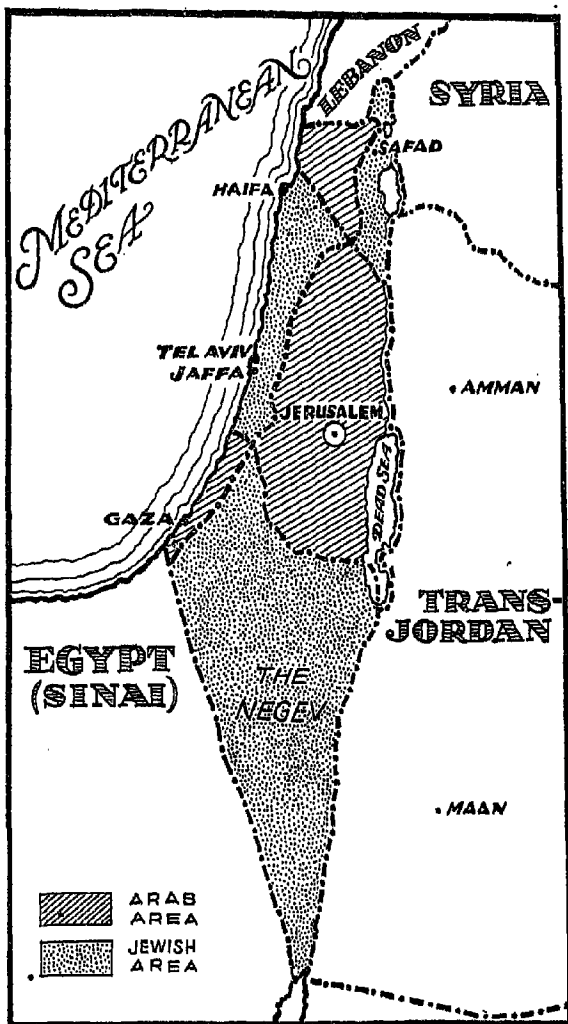 MEDITERRANEAN
SEA
LEBANON
SYRIA
SAFAD
HAIFA
TEL AVIV
JAFFA
AMMAN
JERUSALEM
DEAD SEA
GAZA
TRANS-
JORDAN
EGYPT
(SINAI)
THE
NEGEV
MAAN
ARAB
AREA
JEWISH
AREA